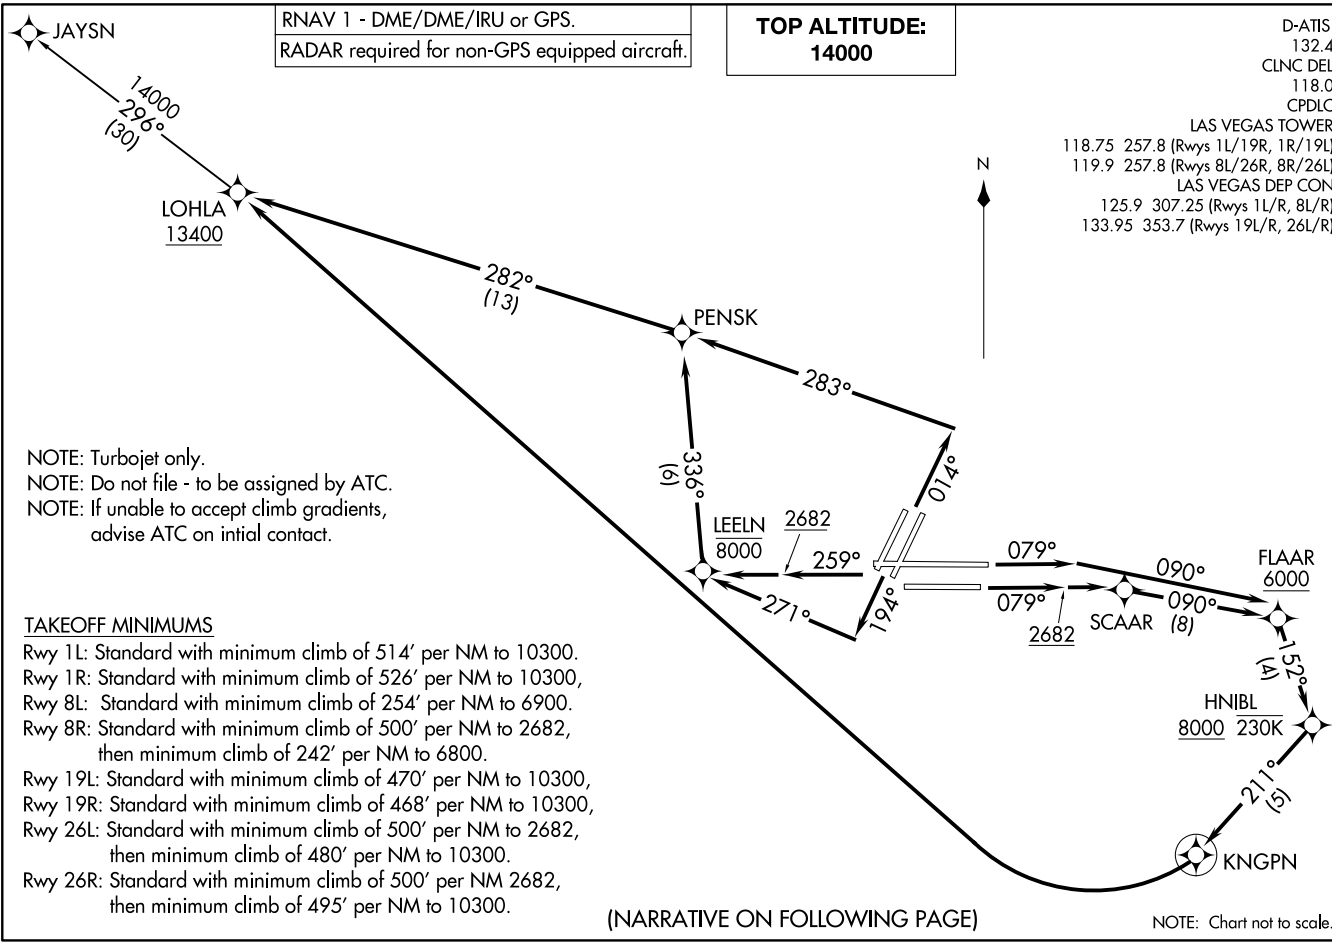 RNAV 1 - DME/DME/IRU or GPS.
RADAR required for non-GPS equipped aircraft.
TOP ALTITUDE:
14000
D-ATIS
132.4
CLNC DEL
118.0
CPDLC
LAS VEGAS TOWER
118.75 257.8 (Rwys 1L/19R, 1R/19L)
119.9 257.8 (Rwys 8L/26R, 8R/26L)
LAS VEGAS DEP CON
125.9 307.25 (Rwys 1L/R, 8L/R)
133.95 353.7 (Rwys 19L/R, 26L/R)
JAYSN
14000
296°
(30)
N
LOHLA
13400
282°
(13)
PENSK
283°
336°
(6)
014°
NOTE: Turbojet only.
NOTE: Do not file - to be assigned by ATC.
NOTE: If unable to accept climb gradients,
advise ATC on intial contact.
LEELN
8000
2682
259°
271°
194°
079°
090°
079°
2682
SCAAR
090°
(8)
FLAAR
6000
152°
(4)
HNIBL
8000 230K
211°
(5)
KNGPN
TAKEOFF MINIMUMS
Rwy 1L: Standard with minimum climb of 514' per NM to 10300.
Rwy 1R: Standard with minimum climb of 526' per NM to 10300,
Rwy 8L: Standard with minimum climb of 254' per NM to 6900.
Rwy 8R: Standard with minimum climb of 500' per NM to 2682,
then minimum climb of 242' per NM to 6800.
Rwy 19L: Standard with minimum climb of 470' per NM to 10300,
Rwy 19R: Standard with minimum climb of 468' per NM to 10300,
Rwy 26L: Standard with minimum climb of 500' per NM to 2682,
then minimum climb of 480' per NM to 10300.
Rwy 26R: Standard with minimum climb of 500' per NM 2682,
then minimum climb of 495' per NM to 10300.
(NARRATIVE ON FOLLOWING PAGE)
NOTE: Chart not to scale.